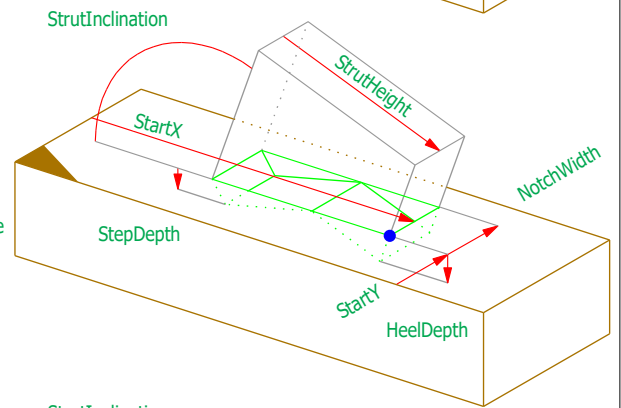 StrutInclination
StrutHeight
StartX
NotchWidth
e
StepDepth
StartY
HeelDepth